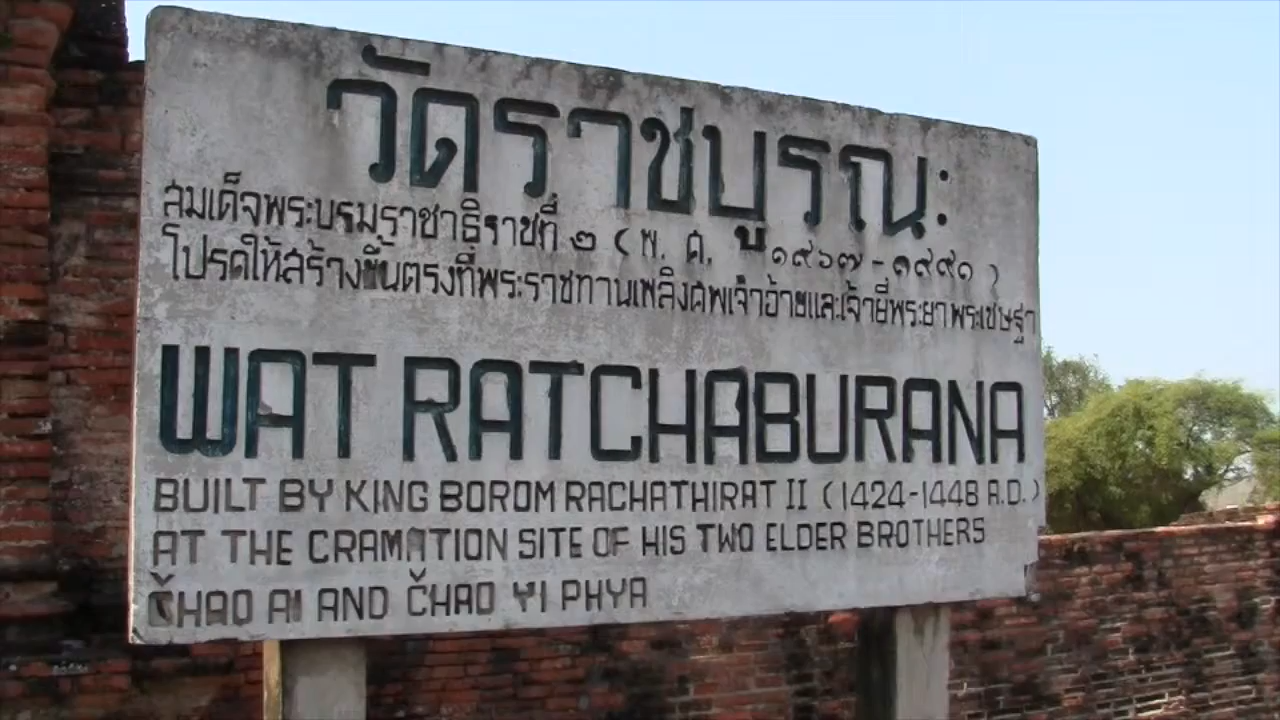 วัดราชบูรณะ
สมเด็จพระบรมราชาธิราชที่ ๒ ( พ. ศ. ๑๙๖๗ - ๑๙๙๑ )
โปรดให้สร้างขึ้นตรงที่พระราชทานเพลิงศพเจ้าอ้ายและเจ้ายี่พระยาพระเชษฐา
WAT RATCHABURANA
BUILT BY KING BOROM RACHATHIRAT II (1424-1448 A.D.)
AT THE CRAMATION SITE OF HIS TWO ELDER BROTHERS
ČHAO AI AND ČHAO YI PHYA